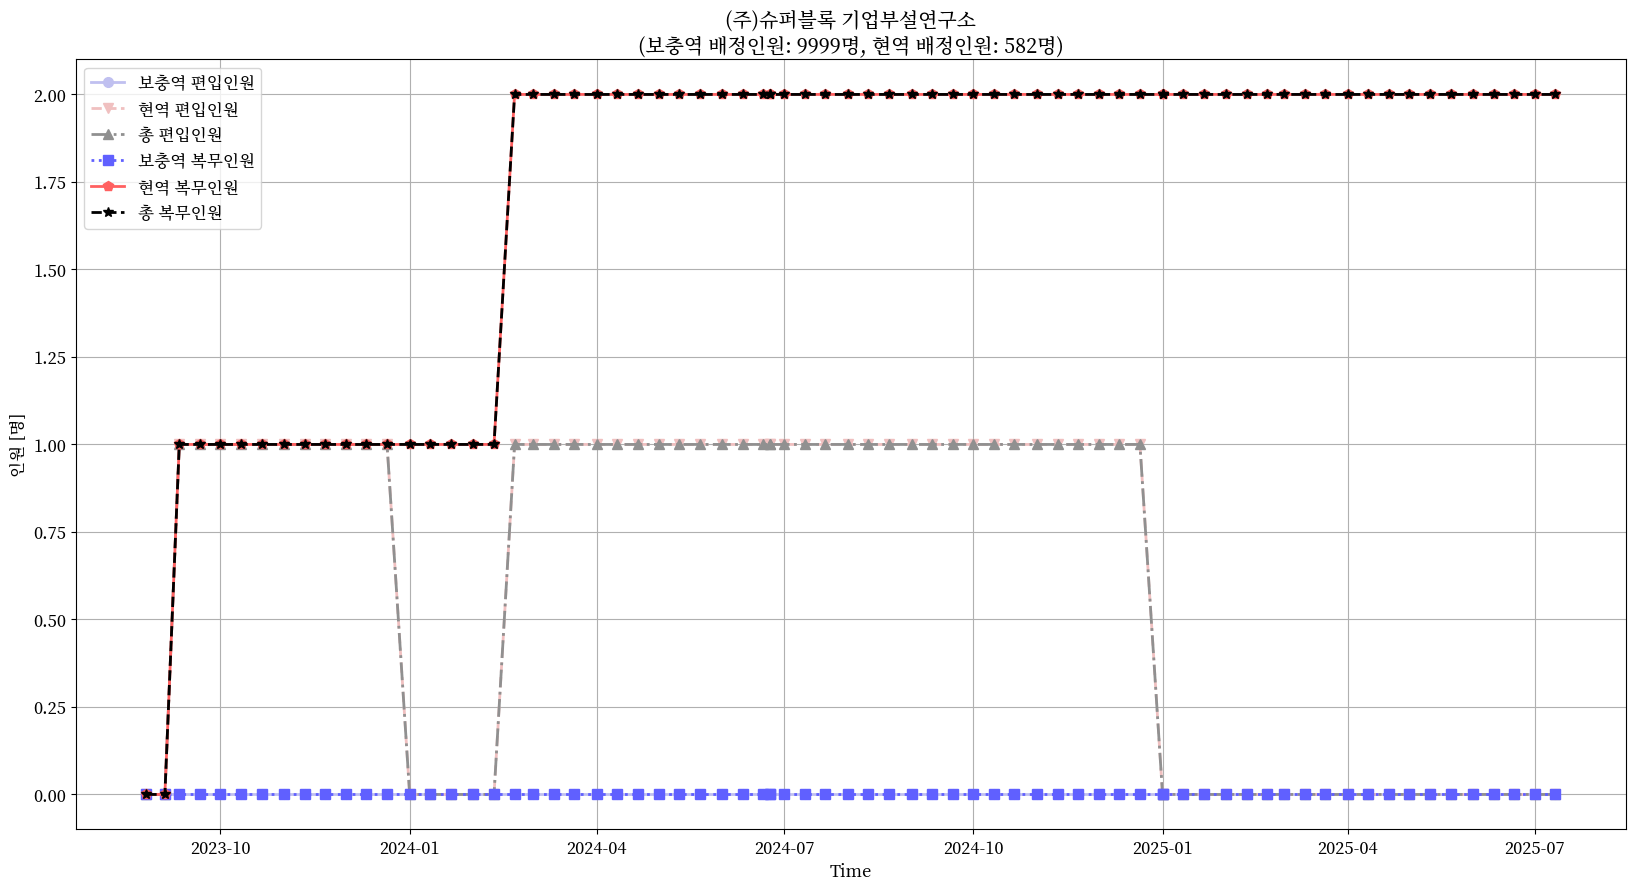 (주)슈퍼블록 기업부설연구소
(보충역 배정인원: 9999명, 현역 배정인원: 582명)
보충역 편입인원
현역 편입인원
총 편입인원
보충역 복무인원
현역 복무인원
총 복무인원
2.00
1.75
1.50
1.25
1.00
0.75
0.50
0.25
0.00
인원 [명]
2023-10 2024-01 2024-04 2024-07 2024-10 2025-01 2025-04 2025-07
Time